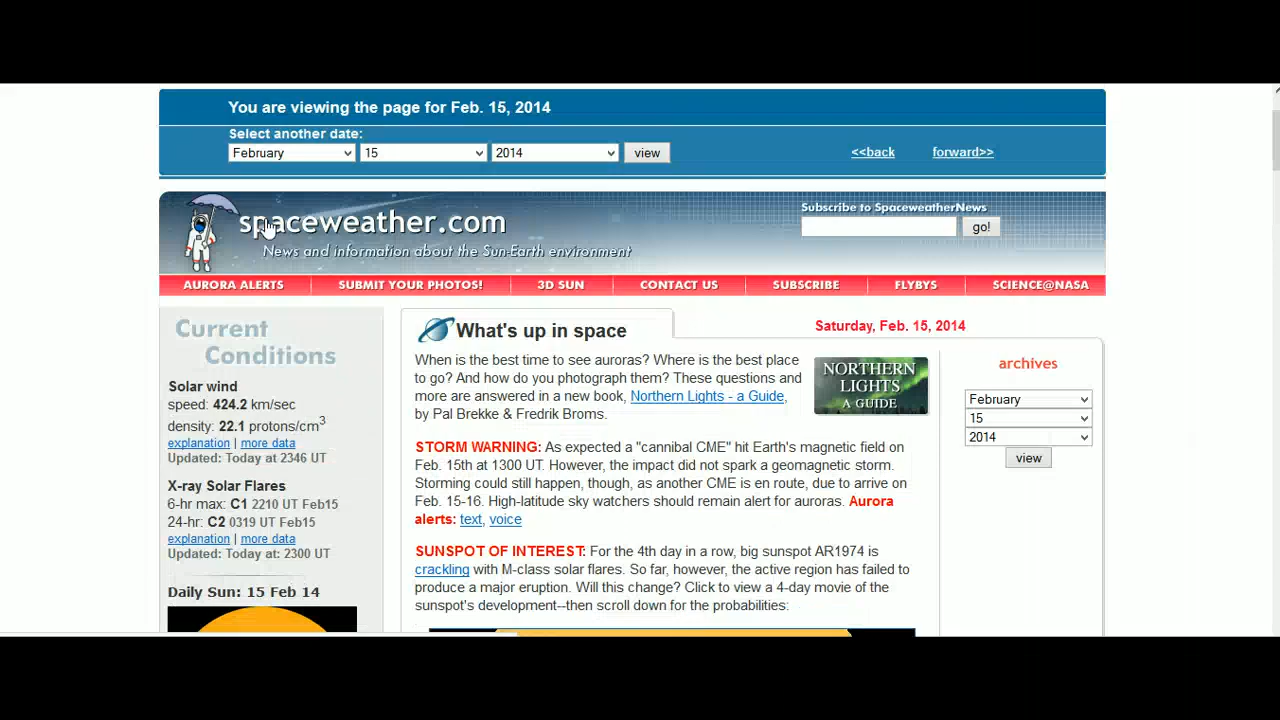 You are viewing the page for Feb. 15, 2014
Select another date:
February 15 2014 view <<back forward>>
spaceweather.com
News and information about the Sun-Earth environment
Subscribe to SpaceweatherNews
go!
AURORA ALERTS SUBMIT YOUR PHOTOS! 3D SUN CONTACT US SUBSCRIBE FLYBYS SCIENCE@NASA
Current
Conditions
Solar wind
speed: 424.2 km/sec
density: 22.1 protons/cm3
explanation | more data
Updated: Today at 2346 UT
X-ray Solar Flares
6-hr max: C1 2210 UT Feb15
24-hr: C2 0319 UT Feb15
explanation | more data
Updated: Today at: 2300 UT
Daily Sun: 15 Feb 14
What's up in space
Saturday, Feb. 15, 2014
When is the best time to see auroras? Where is the best place
to go? And how do you photograph them? These questions and
more are answered in a new book, Northern Lights - a Guide,
by Pal Brekke & Fredrik Broms.
NORTHERN
LIGHTS
A GUIDE
STORM WARNING: As expected a "cannibal CME" hit Earth's magnetic field on
Feb. 15th at 1300 UT. However, the impact did not spark a geomagnetic storm.
Storming could still happen, though, as another CME is en route, due to arrive on
Feb. 15-16. High-latitude sky watchers should remain alert for auroras. Aurora
alerts: text, voice
SUNSPOT OF INTEREST: For the 4th day in a row, big sunspot AR1974 is
crackling with M-class solar flares. So far, however, the active region has failed to
produce a major eruption. Will this change? Click to view a 4-day movie of the
sunspot's development--then scroll down for the probabilities:
archives
February
15
2014
view